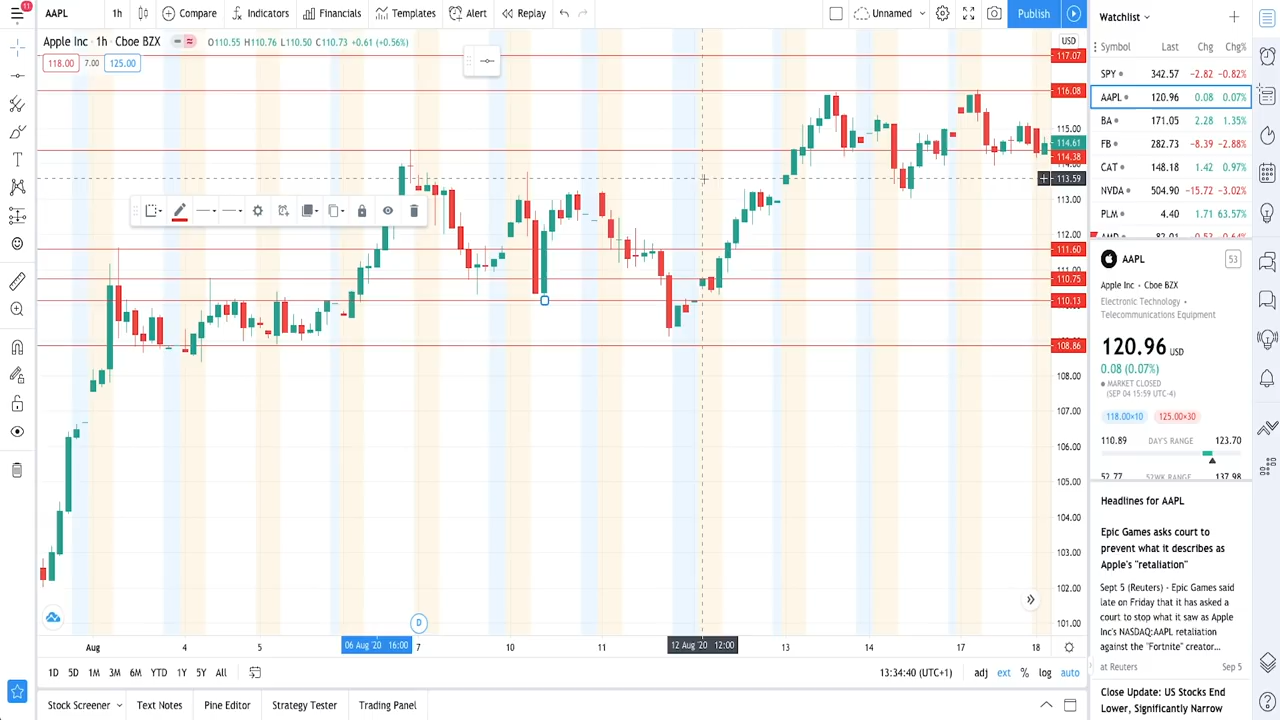 11
AAPL 1h Compare Indicators Financials Templates Alert Replay Unnamed Publish
Apple Inc · 1h · Cboe BZX O110.55 H110.76 L110.50 C110.73 +0.61 (+0.56%)
118.00 7.00 125.00
USD
117.07
116.08
115.00
114.61
114.38
113.59
113.00
112.00
111.60
111.00
110.75
110.13
108.86
108.00
107.00
106.00
105.00
104.00
103.00
102.00
101.00
D
Aug 4 5 06 Aug '20 16:00 7 10 11 12 Aug '20 12:00 13 14 17 18
1D 5D 1M 3M 6M YTD 1Y 5Y All 13:34:40 (UTC+1) adj ext % log auto
Stock Screener Text Notes Pine Editor Strategy Tester Trading Panel
Watchlist
Symbol Last Chg Chg%
SPY 342.57 −2.82 −0.82%
AAPL 120.96 0.08 0.07%
BA 171.05 2.28 1.35%
FB 282.73 −8.39 −2.88%
CAT 148.18 1.42 0.97%
NVDA 504.90 −15.72 −3.02%
PLM 4.40 1.71 63.57%
AAPL 53
Apple Inc · Cboe BZX
Electronic Technology ·
Telecommunications Equipment
120.96 USD
0.08 (0.07%)
MARKET CLOSED
(SEP 04 15:59 UTC-4)
118.00×10 125.00×30
110.89 DAY'S RANGE 123.70
52.77 52WK RANGE 137.98
Headlines for AAPL
Epic Games asks court to
prevent what it describes as
Apple's "retaliation"
Sept 5 (Reuters) - Epic Games said
late on Friday that it has asked a
court to stop what it saw as Apple
Inc's NASDAQ:AAPL retaliation
against the "Fortnite" creator...
at Reuters Sep 5
Close Update: US Stocks End
Lower, Significantly Narrow